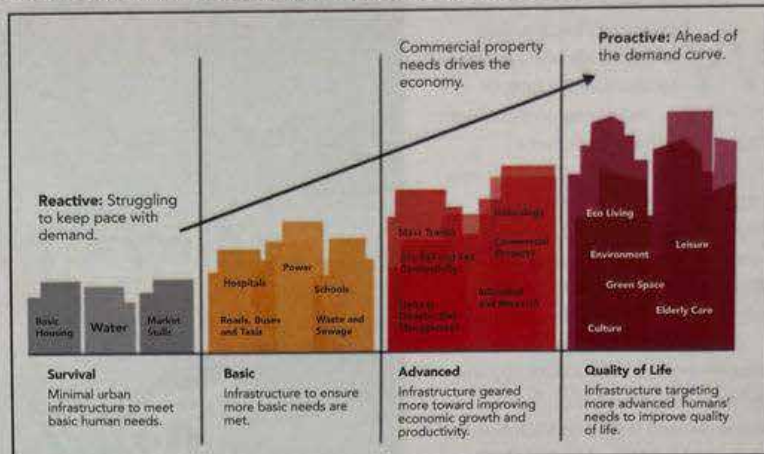 Commercial property
needs drives the
economy.
Proactive: Ahead of
the demand curve.
Reactive: Struggling
to keep pace with
demand.
Basic
Housing
Water
Market
Stalls
Hospitals
Power
Schools
Roads, Buses
and Taxis
Waste and
Sewage
Mass Transit
Technology
Commercial
Property
Connectivity
and Research
Management
Eco Living
Environment
Leisure
Green Space
Elderly Care
Culture
Survival
Minimal urban
infrastructure to meet
basic human needs.
Basic
Infrastructure to ensure
more basic needs are
met.
Advanced
Infrastructure geared
more toward improving
economic growth and
productivity.
Quality of Life
Infrastructure targeting
more advanced humans'
needs to improve quality
of life.